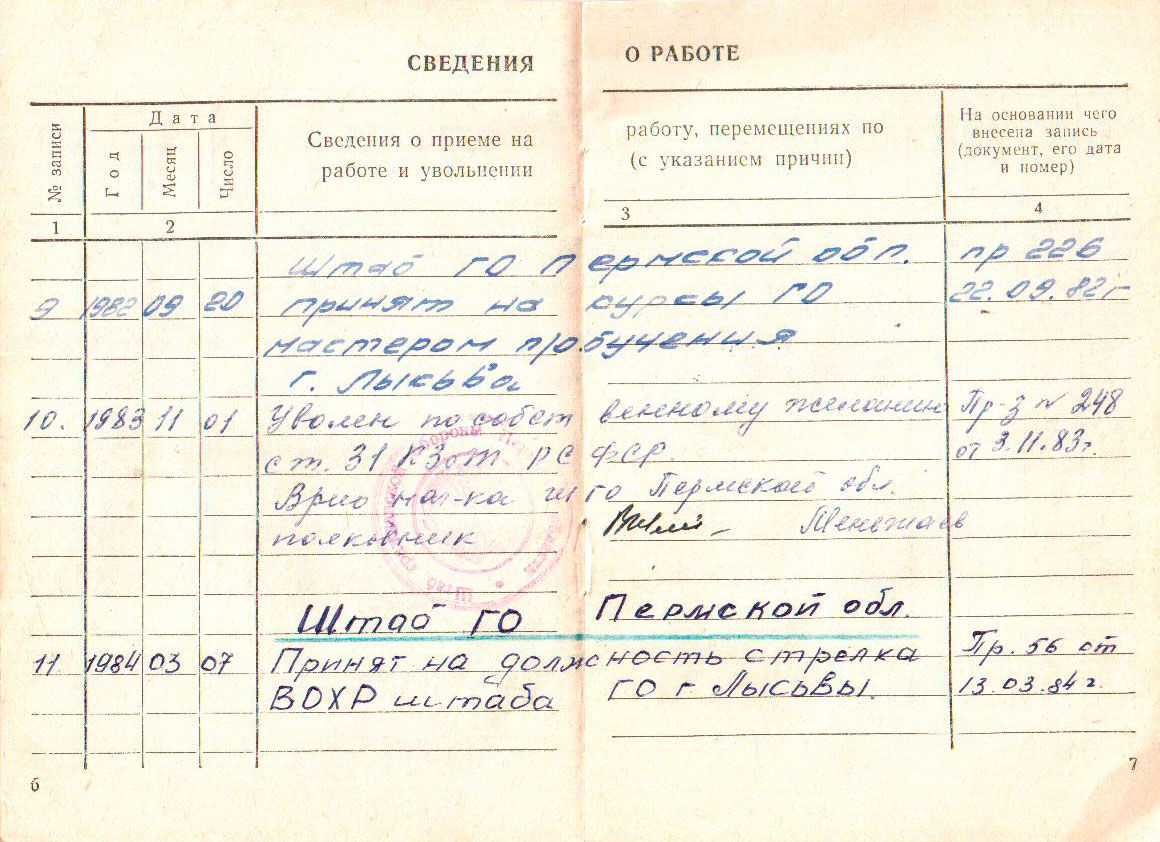 СВЕДЕНИЯ О РАБОТЕ
№ записи
Дата
Год
Месяц
Число
Сведения о приеме на работу, перемещениях по
работе и увольнении (с указанием причин)
На основании чего
внесена запись
(документ, его дата
и номер)
1 2 3 4
Штаб ГО Пермской обл. пр 226
9 1982 09 20 принят на курсы ГО 22.09.82г
мастером п/обучения
г. Лысьва
10. 1983 11 01 Уволен по собственному желанию Пр-з № 248
ст. 31 КЗоТ РСФСР. от 3.11.83г.
Врио нач-ка ш го Пермской обл.
полковник
Штаб ГО Пермской обл.
11 1984 03 07 Принят на должность стрелка Пр. 56 от
ВОХР штаба ГО г Лысьвы. 13.03.84г.
6 7